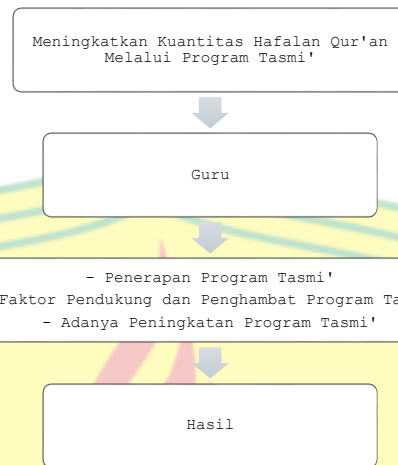 Meningkatkan Kuantitas Hafalan Qur'an
Melalui Program Tasmi'
Guru
- Penerapan Program Tasmi'
Faktor Pendukung dan Penghambat Program
- Adanya Peningkatan Program Tasmi'
Hasil